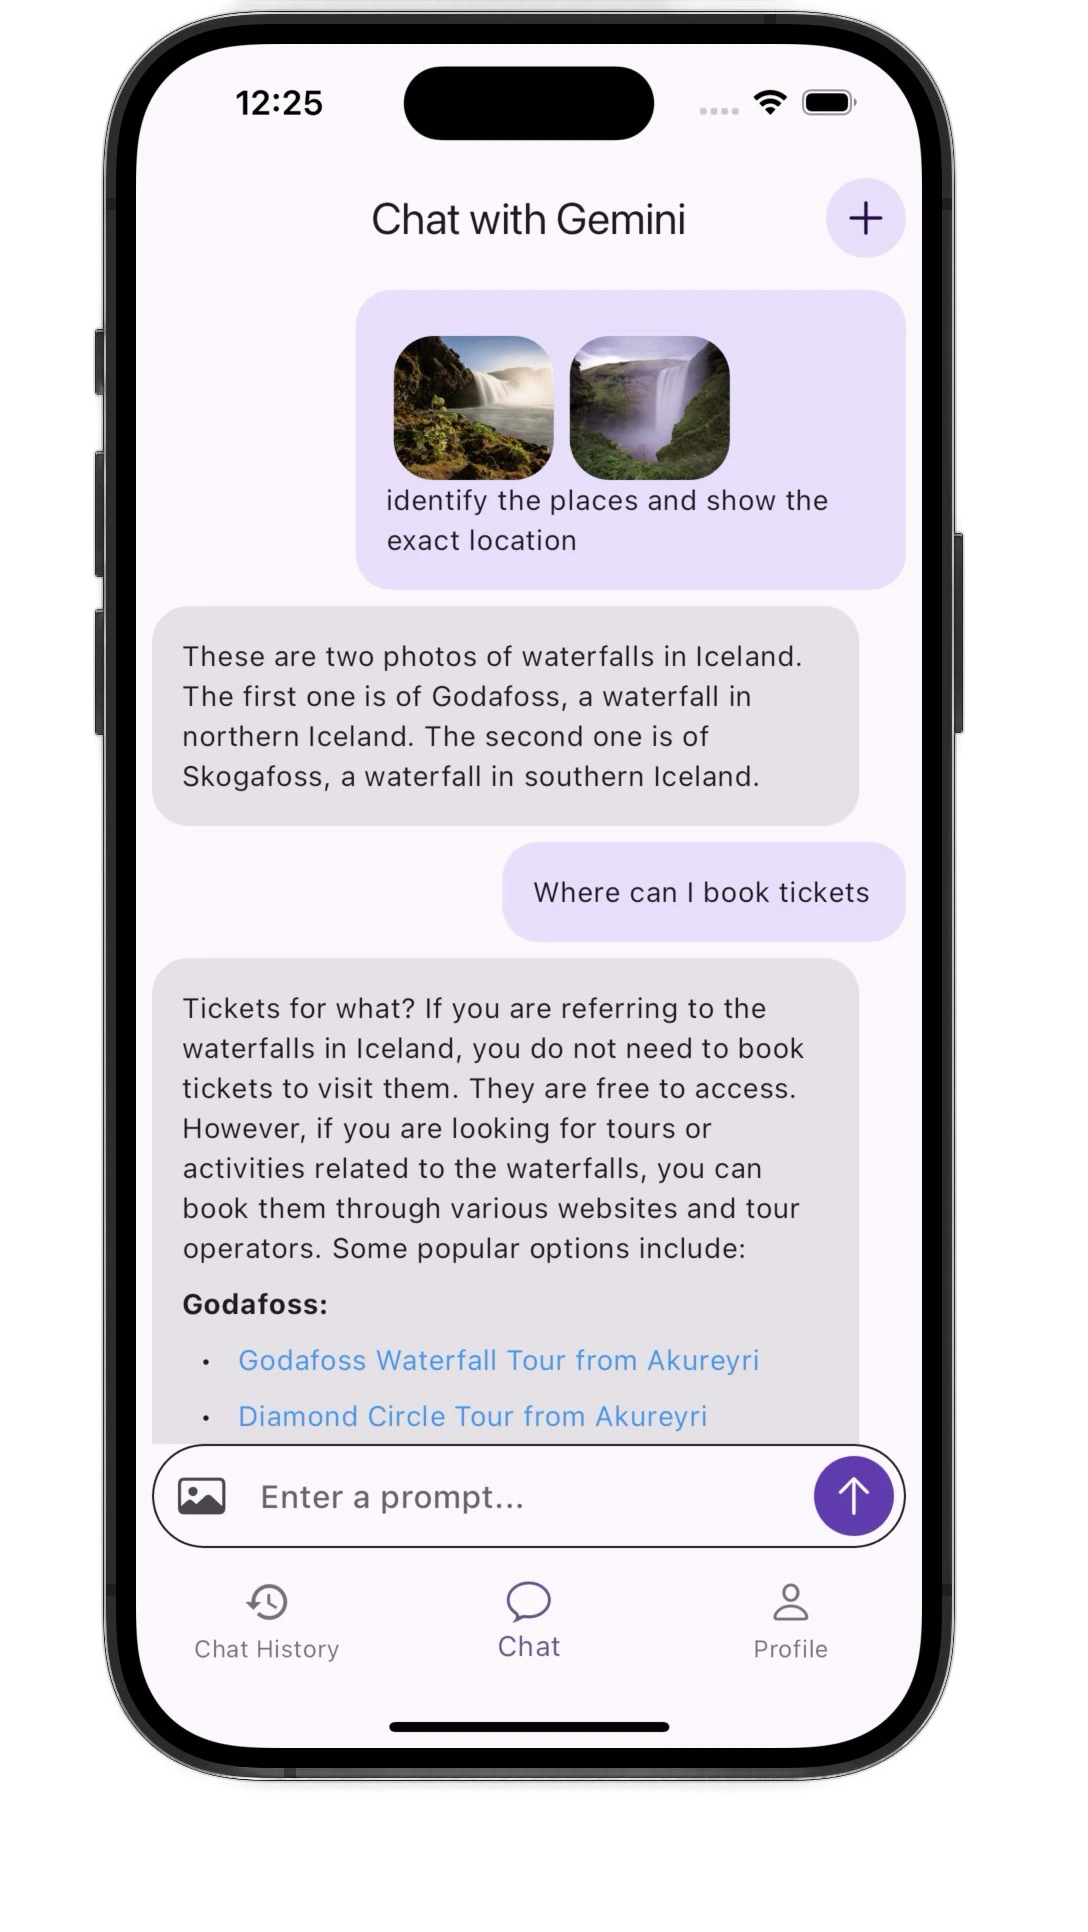 12:25
Chat with Gemini
identify the places and show the
exact location
These are two photos of waterfalls in Iceland.
The first one is of Godafoss, a waterfall in
northern Iceland. The second one is of
Skogafoss, a waterfall in southern Iceland.
Where can I book tickets
Tickets for what? If you are referring to the
waterfalls in Iceland, you do not need to book
tickets to visit them. They are free to access.
However, if you are looking for tours or
activities related to the waterfalls, you can
book them through various websites and tour
operators. Some popular options include:
Godafoss:
• Godafoss Waterfall Tour from Akureyri
• Diamond Circle Tour from Akureyri
Enter a prompt...
Chat History
Chat
Profile